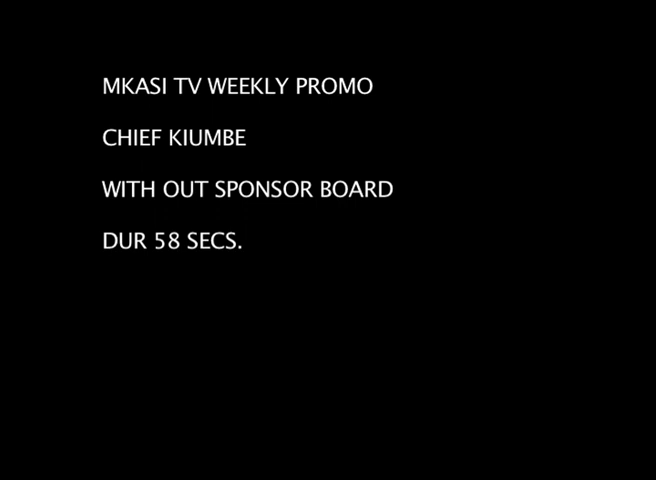 MKASI TV WEEKLY PROMO
CHIEF KIUMBE
WITH OUT SPONSOR BOARD
DUR 58 SECS.